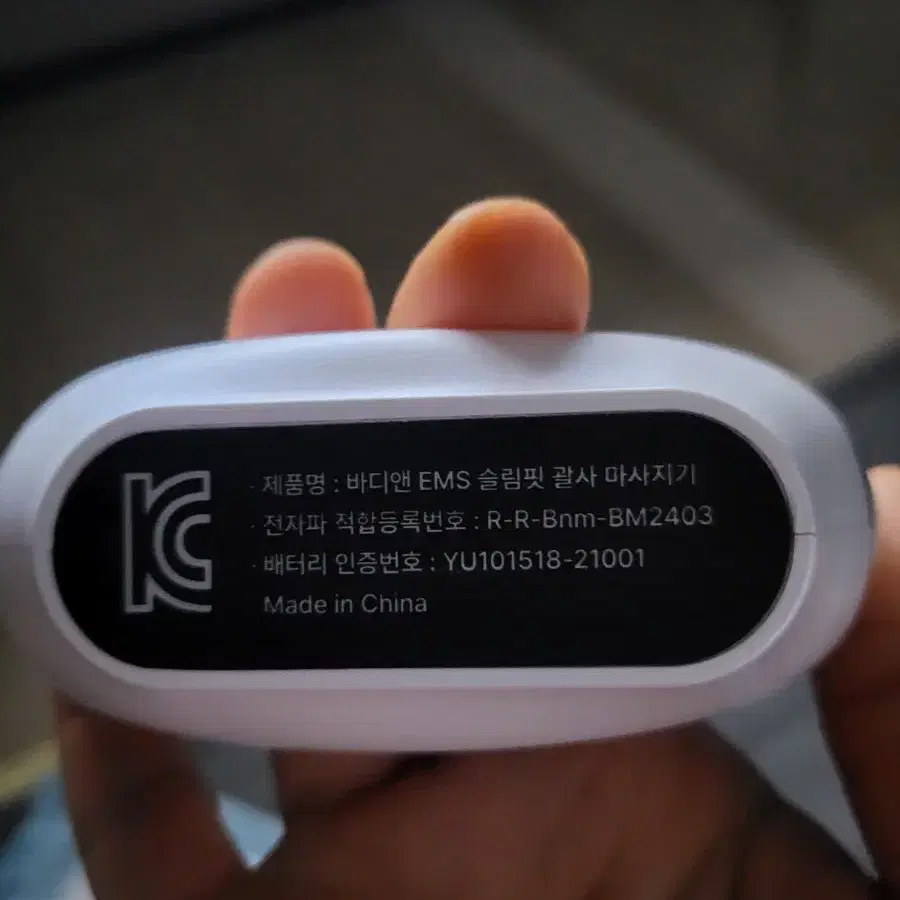 KC
· 제품명 : 바디앤 EMS 슬림핏 괄사 마사지기
· 전자파 적합등록번호 : R-R-Bnm-BM2403
· 배터리 인증번호 : YU101518-21001
Made in China